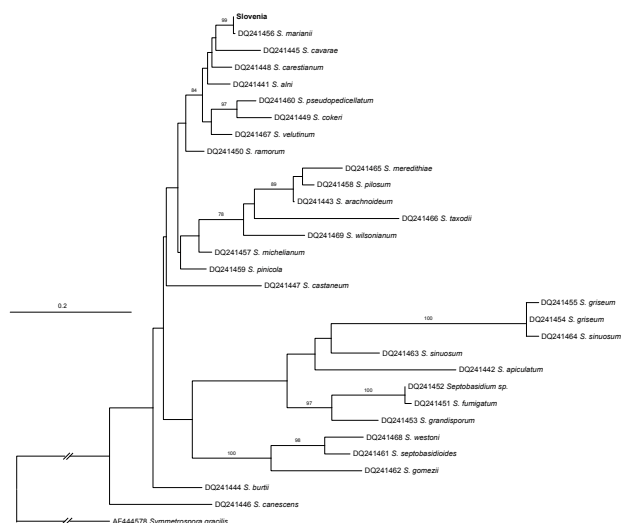 Slovenia
99
DQ241456 S. marianii
DQ241445 S. cavarae
DQ241448 S. carestianum
DQ241441 S. alni
84
DQ241460 S. pseudopedicellatum
97
DQ241449 S. cokeri
DQ241467 S. velutinum
DQ241450 S. ramorum
DQ241465 S. meredithiae
89
DQ241458 S. pilosum
DQ241443 S. arachnoideum
78
DQ241466 S. taxodii
DQ241469 S. wilsonianum
DQ241457 S. michelianum
DQ241459 S. pinicola
DQ241447 S. castaneum
0.2
DQ241455 S. griseum
100
DQ241454 S. griseum
DQ241464 S. sinuosum
DQ241463 S. sinuosum
DQ241442 S. apiculatum
100
DQ241452 Septobasidium sp.
97
DQ241451 S. fumigatum
DQ241453 S. grandisporum
98
DQ241468 S. westoni
100
DQ241461 S. septobasidioides
DQ241462 S. gomezii
DQ241444 S. burtii
DQ241446 S. canescens
AF444578 Symmetrospora gracilis